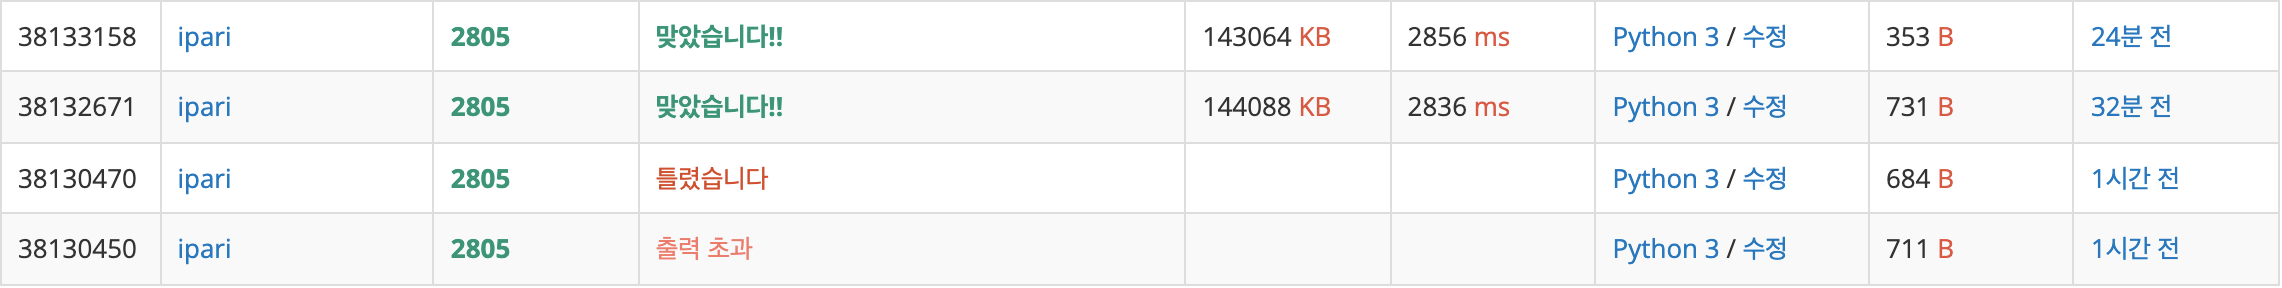 38133158 ipari 2805 맞았습니다!! 143064 KB 2856 ms Python 3 / 수정 353 B 24분 전
38132671 ipari 2805 맞았습니다!! 144088 KB 2836 ms Python 3 / 수정 731 B 32분 전
38130470 ipari 2805 틀렸습니다 Python 3 / 수정 684 B 1시간 전
38130450 ipari 2805 출력 초과 Python 3 / 수정 711 B 1시간 전